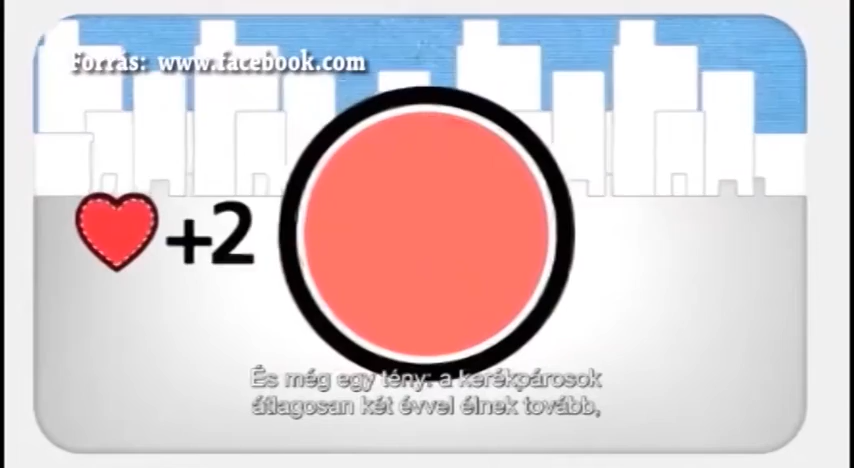 Forrás: www.facebook.com
+2
És még egy tény: a kerékpárosok
átlagosan két évvel élnek tovább,